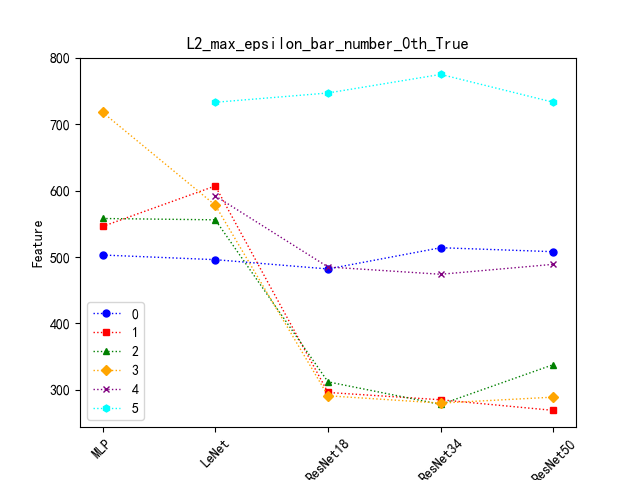 L2_max_epsilon_bar_number_0th_True
800
700
600
500
400
300
Feature
0
1
2
3
4
5
MLP
LeNet
ResNet18
ResNet34
ResNet50